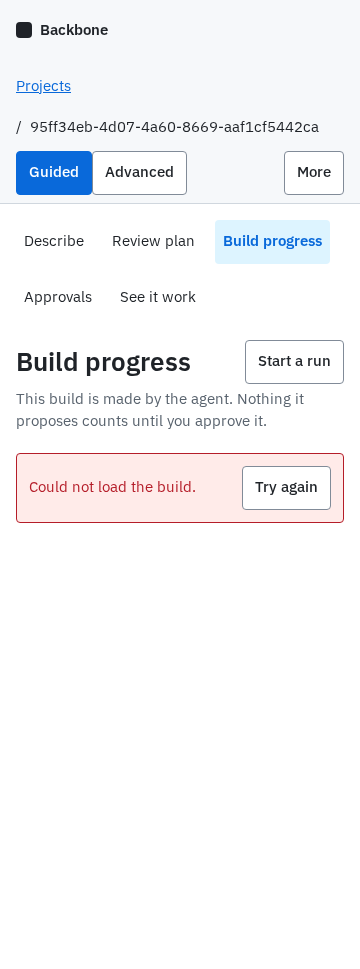 Backbone
Projects
/ 95ff34eb-4d07-4a60-8669-aaf1cf5442ca
Guided Advanced More
Describe Review plan Build progress
Approvals See it work
Build progress Start a run
This build is made by the agent. Nothing it
proposes counts until you approve it.
Could not load the build. Try again